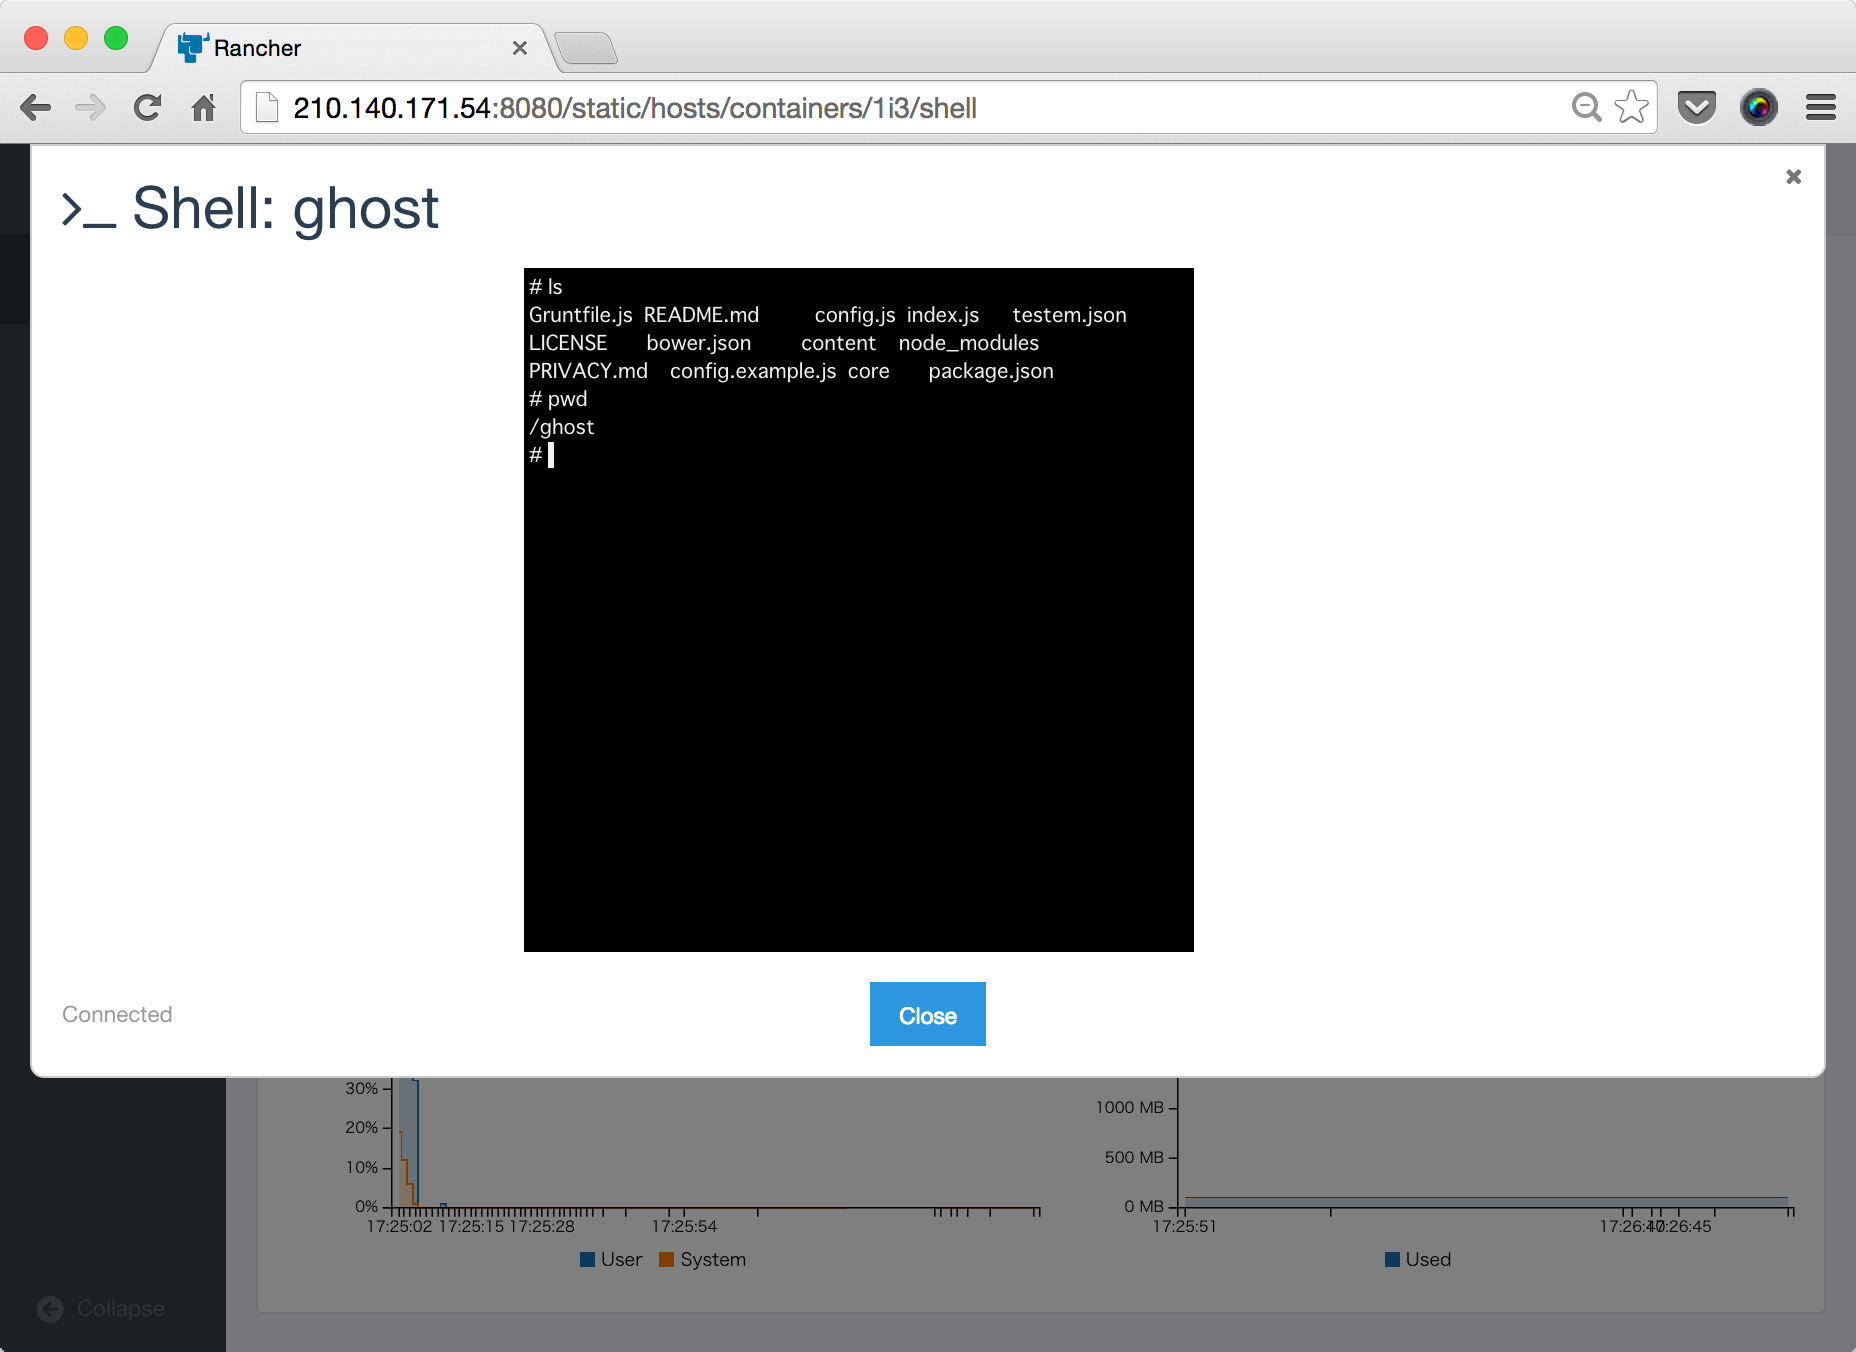 Rancher
210.140.171.54:8080/static/hosts/containers/1i3/shell
>_ Shell: ghost
# ls
Gruntfile.js README.md config.js index.js testem.json
LICENSE bower.json content node_modules
PRIVACY.md config.example.js core package.json
# pwd
/ghost
#
Connected
Close
30%
20%
10%
0%
17:25:02 17:25:15 17:25:28 17:25:54
User System
1000 MB
500 MB
0 MB
17:25:51 17:26:45
Used
Collapse